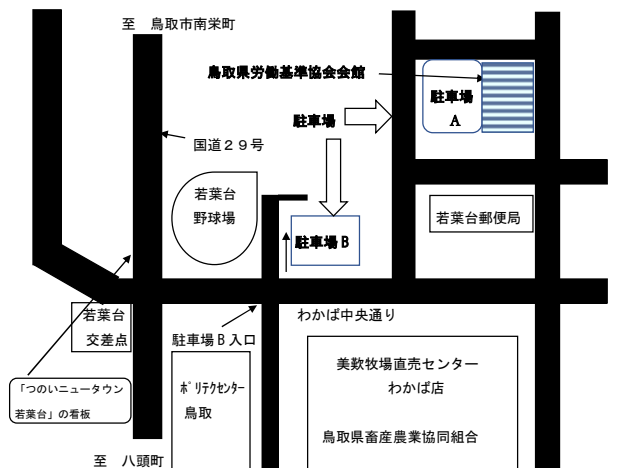 至　鳥取市南栄町
鳥取県労働基準協会会館
駐車場
A
駐車場
国道２９号
若葉台
野球場
若葉台郵便局
駐車場 B
若葉台
交差点
駐車場 B 入口
わかば中央通り
美歎牧場直売センター
わかば店
「つのいニュータウン
若葉台」の看板
ﾎﾟﾘﾃｸｾﾝﾀｰ
鳥取
鳥取県畜産農業協同組合
至　八頭町